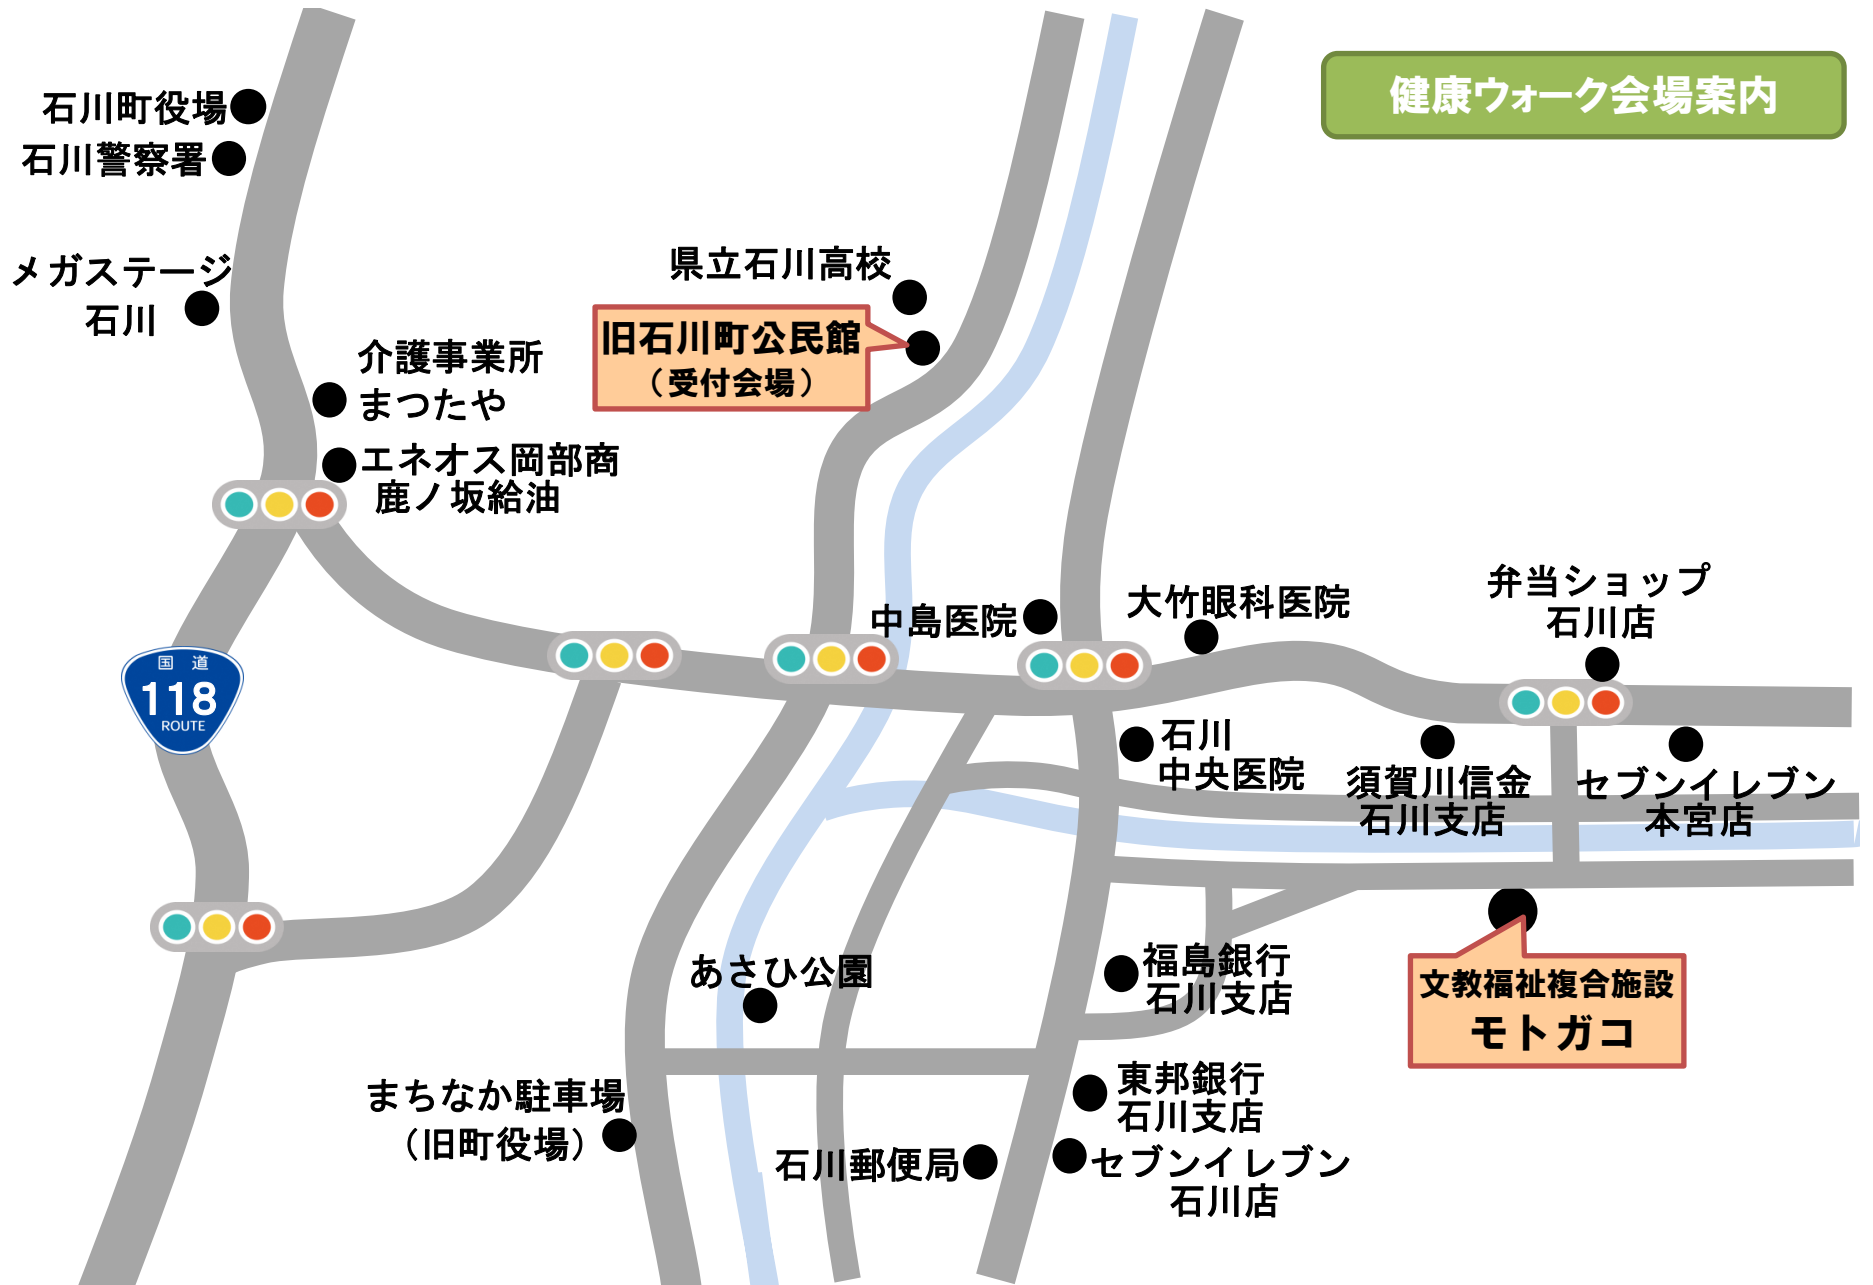 健康ウォーク会場案内
石川町役場
石川警察署
メガステージ
石川
県立石川高校
旧石川町公民館
（受付会場）
介護事業所
まつたや
エネオス岡部商
鹿ノ坂給油
国 道
118
ROUTE
中島医院
大竹眼科医院
弁当ショップ
石川店
石川
中央医院
須賀川信金
石川支店
セブンイレブン
本宮店
あさひ公園
福島銀行
石川支店
文教福祉複合施設
モトガコ
まちなか駐車場
（旧町役場）
東邦銀行
石川支店
石川郵便局
セブンイレブン
石川店